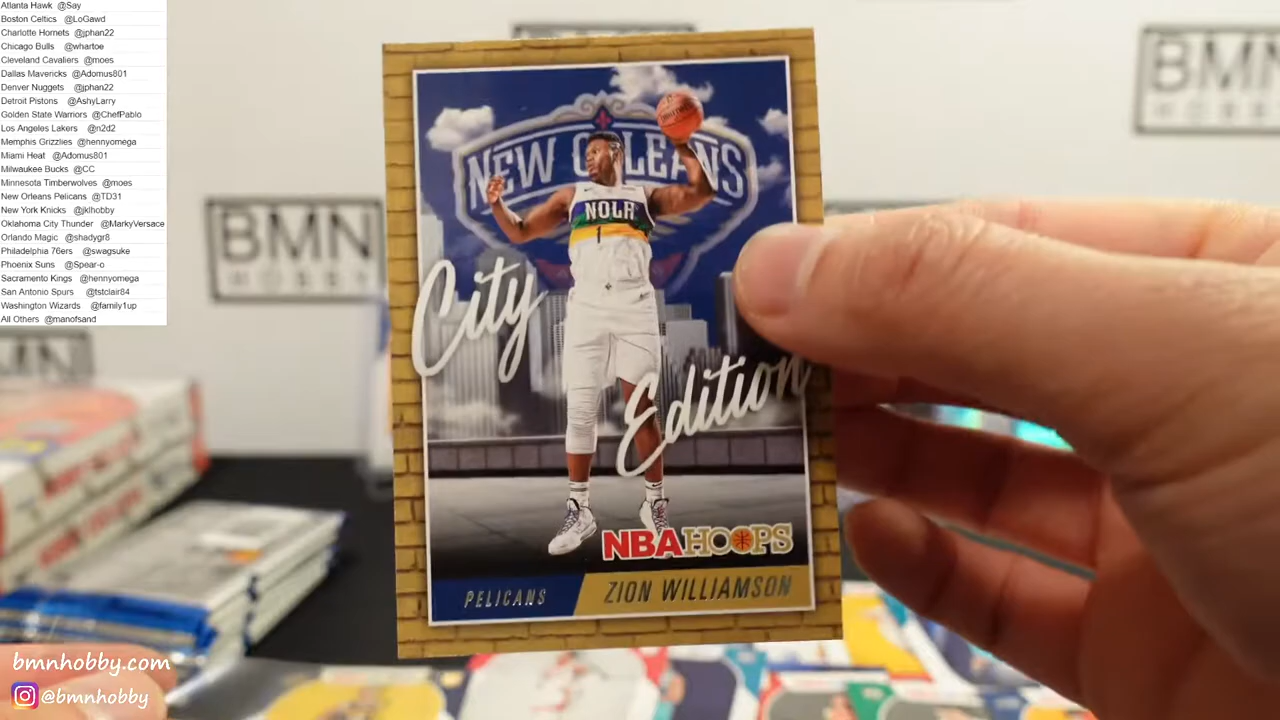 Atlanta Hawk @Say
Boston Celtics @LoGawd
Charlotte Hornets @jphan22
Chicago Bulls @whartoe
Cleveland Cavaliers @moes
Dallas Mavericks @Adomus801
Denver Nuggets @jphan22
Detroit Pistons @AshyLarry
Golden State Warriors @ChefPablo
Los Angeles Lakers @n2d2
Memphis Grizzlies @hennyomega
Miami Heat @Adomus801
Milwaukee Bucks @CC
Minnesota Timberwolves @moes
New Orleans Pelicans @TD31
New York Knicks @jklhobby
Oklahoma City Thunder @MarkyVersace
Orlando Magic @shadygr8
Philadelphia 76ers @swagsuke
Phoenix Suns @Spear-o
Sacramento Kings @hennyomega
San Antonio Spurs @tstclair84
Washington Wizards @family1up
All Others @manofsand
BMN
HOBBY
BMN
HOBBY
NEW ORLEANS
NOLA
1
City
Edition
NBA HOOPS
PELICANS
ZION WILLIAMSON
bmnhobby.com
@bmnhobby